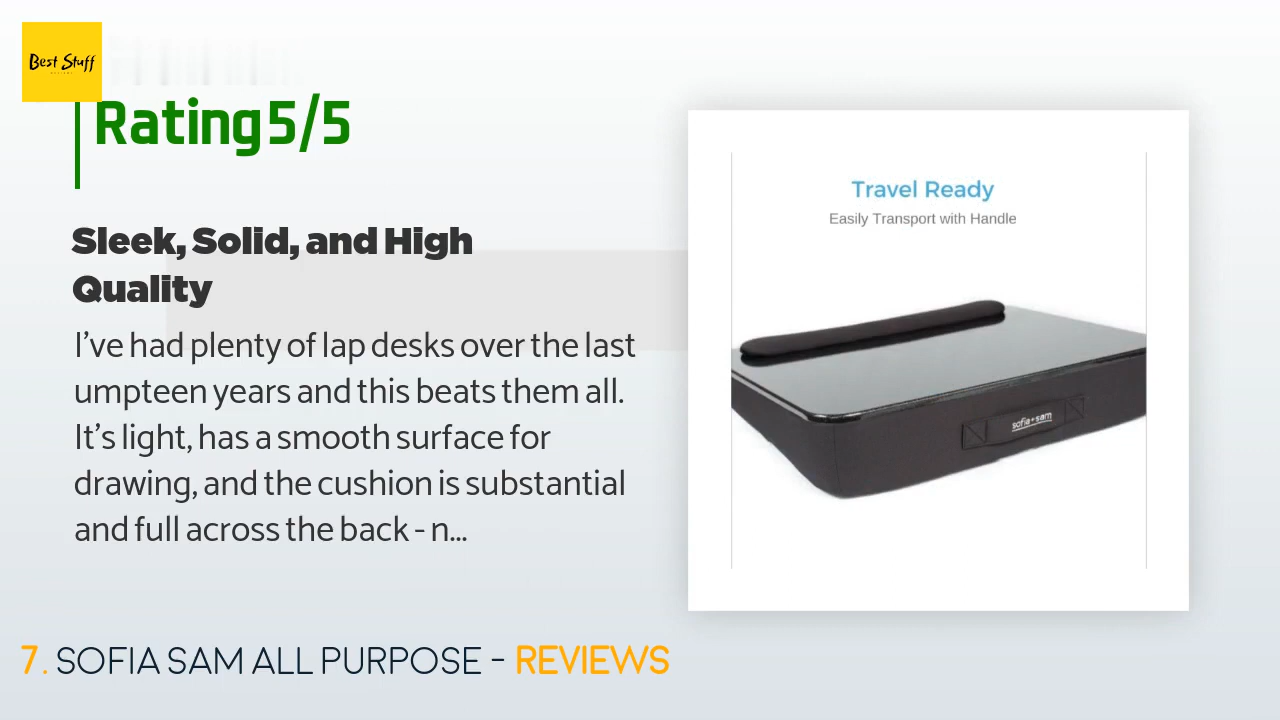 Best Stuff
Rating 5/5
Sleek, Solid, and High
Quality
I've had plenty of lap desks over the last
umpteen years and this beats them all.
It's light, has a smooth surface for
drawing, and the cushion is substantial
and full across the back - n...
Travel Ready
Easily Transport with Handle
sofia+sam
7. SOFIA SAM ALL PURPOSE - REVIEWS